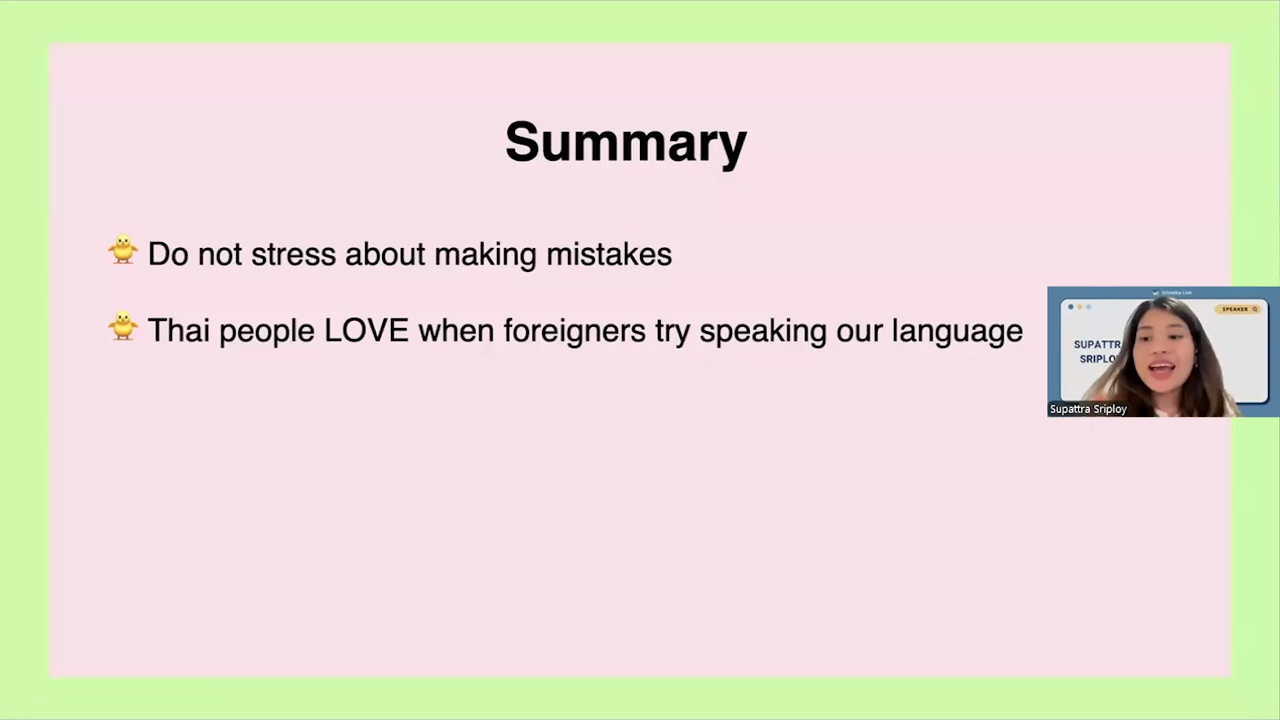 Summary
Do not stress about making mistakes
Thai people LOVE when foreigners try speaking our language
SPEAKER
SUPATTR
SRIPLO
Supattra Sriploy